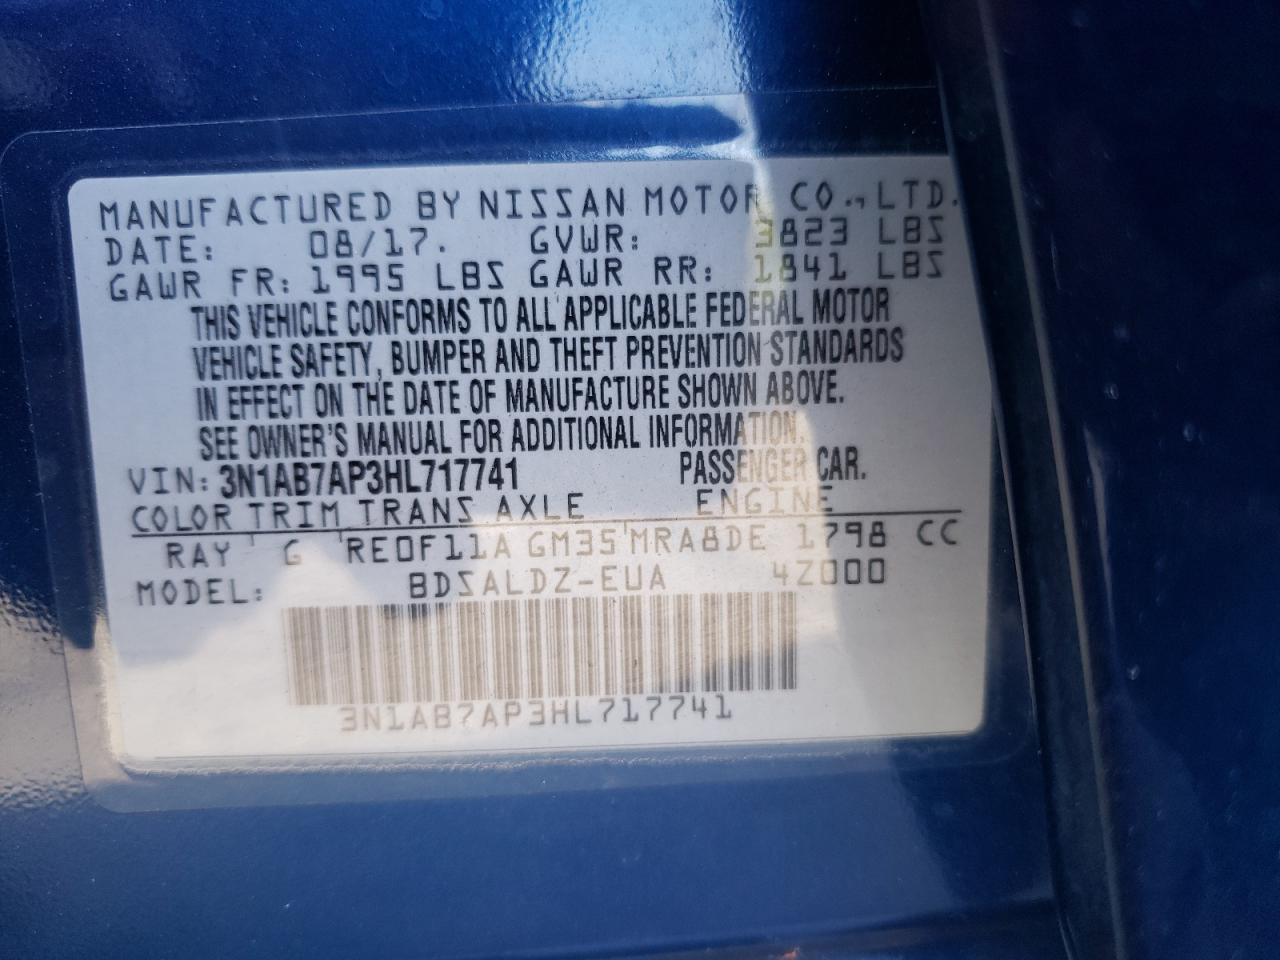 MANUFACTURED BY NISSAN MOTOR CO., LTD.
DATE: 08/17. GVWR: 3823 LBS
GAWR FR: 1995 LBS GAWR RR: 1841 LBS
THIS VEHICLE CONFORMS TO ALL APPLICABLE FEDERAL MOTOR
VEHICLE SAFETY, BUMPER AND THEFT PREVENTION STANDARDS
IN EFFECT ON THE DATE OF MANUFACTURE SHOWN ABOVE.
SEE OWNER'S MANUAL FOR ADDITIONAL INFORMATION.
VIN: 3N1AB7AP3HL717741 PASSENGER CAR.
COLOR TRIM TRANS AXLE ENGINE
RAY G RE0F11A GM35 MRA8DE 1798 CC
MODEL: BDSALDZ-EUA 4Z000
3N1AB7AP3HL717741